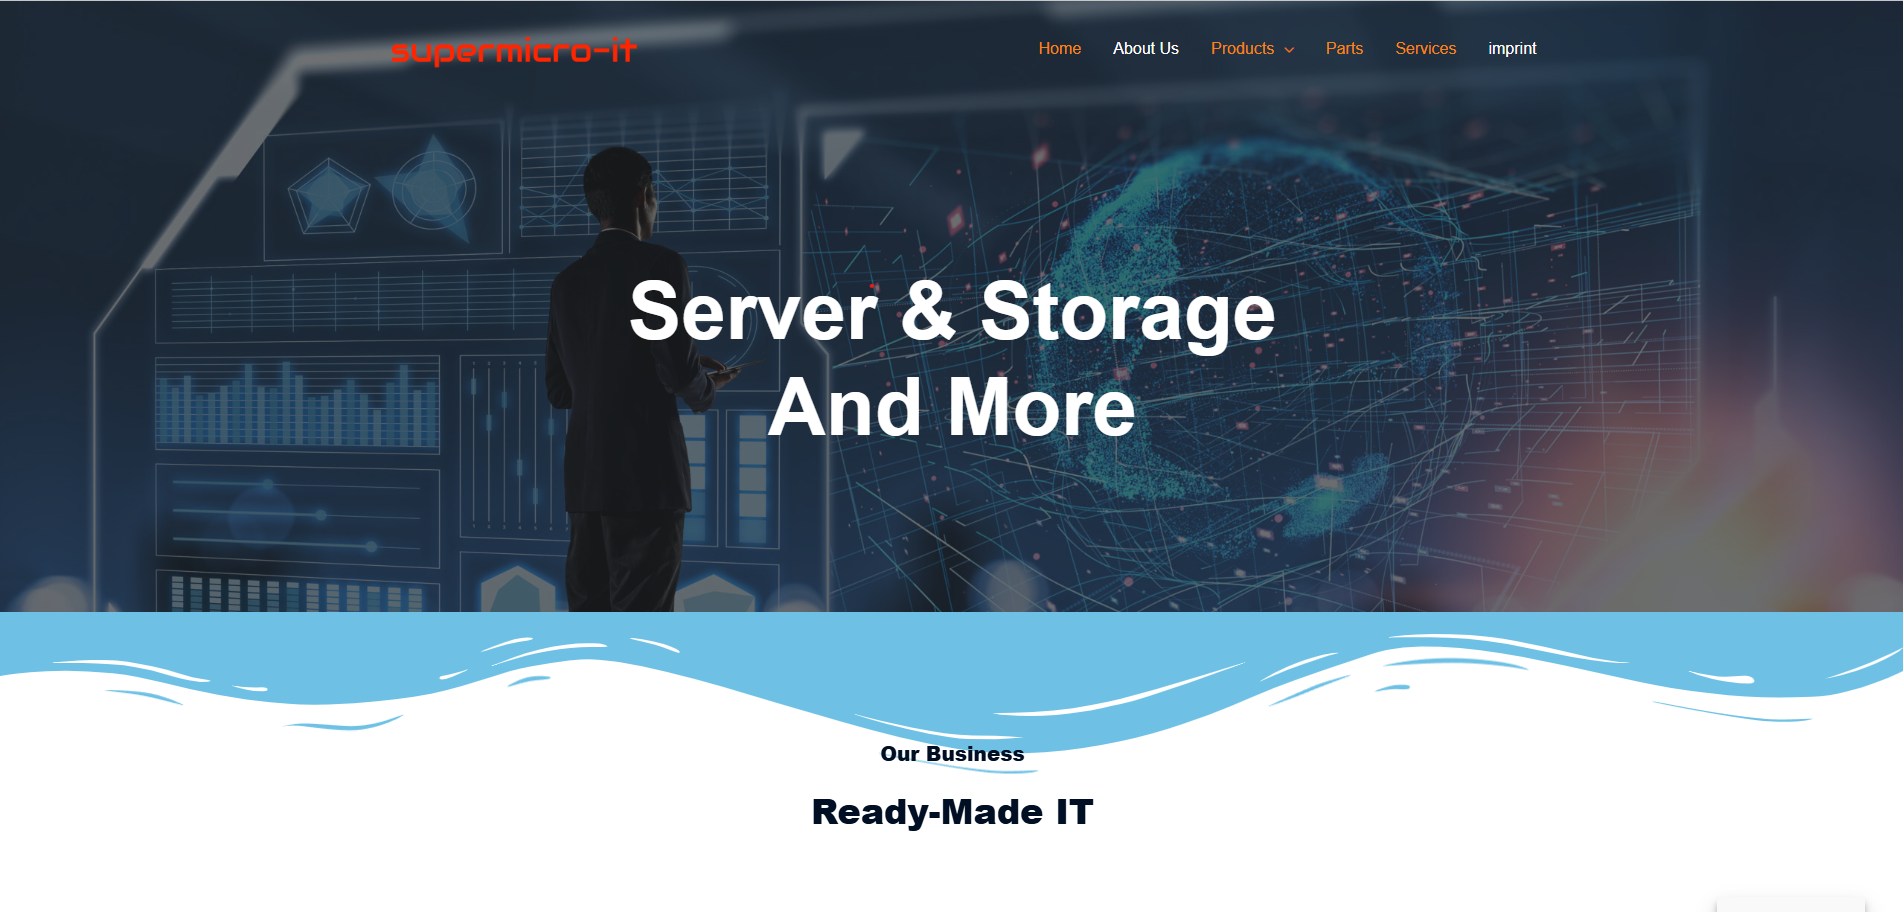 supermicro-it
Home About Us Products Parts Services imprint
Server & Storage
And More
Our Business
Ready-Made IT